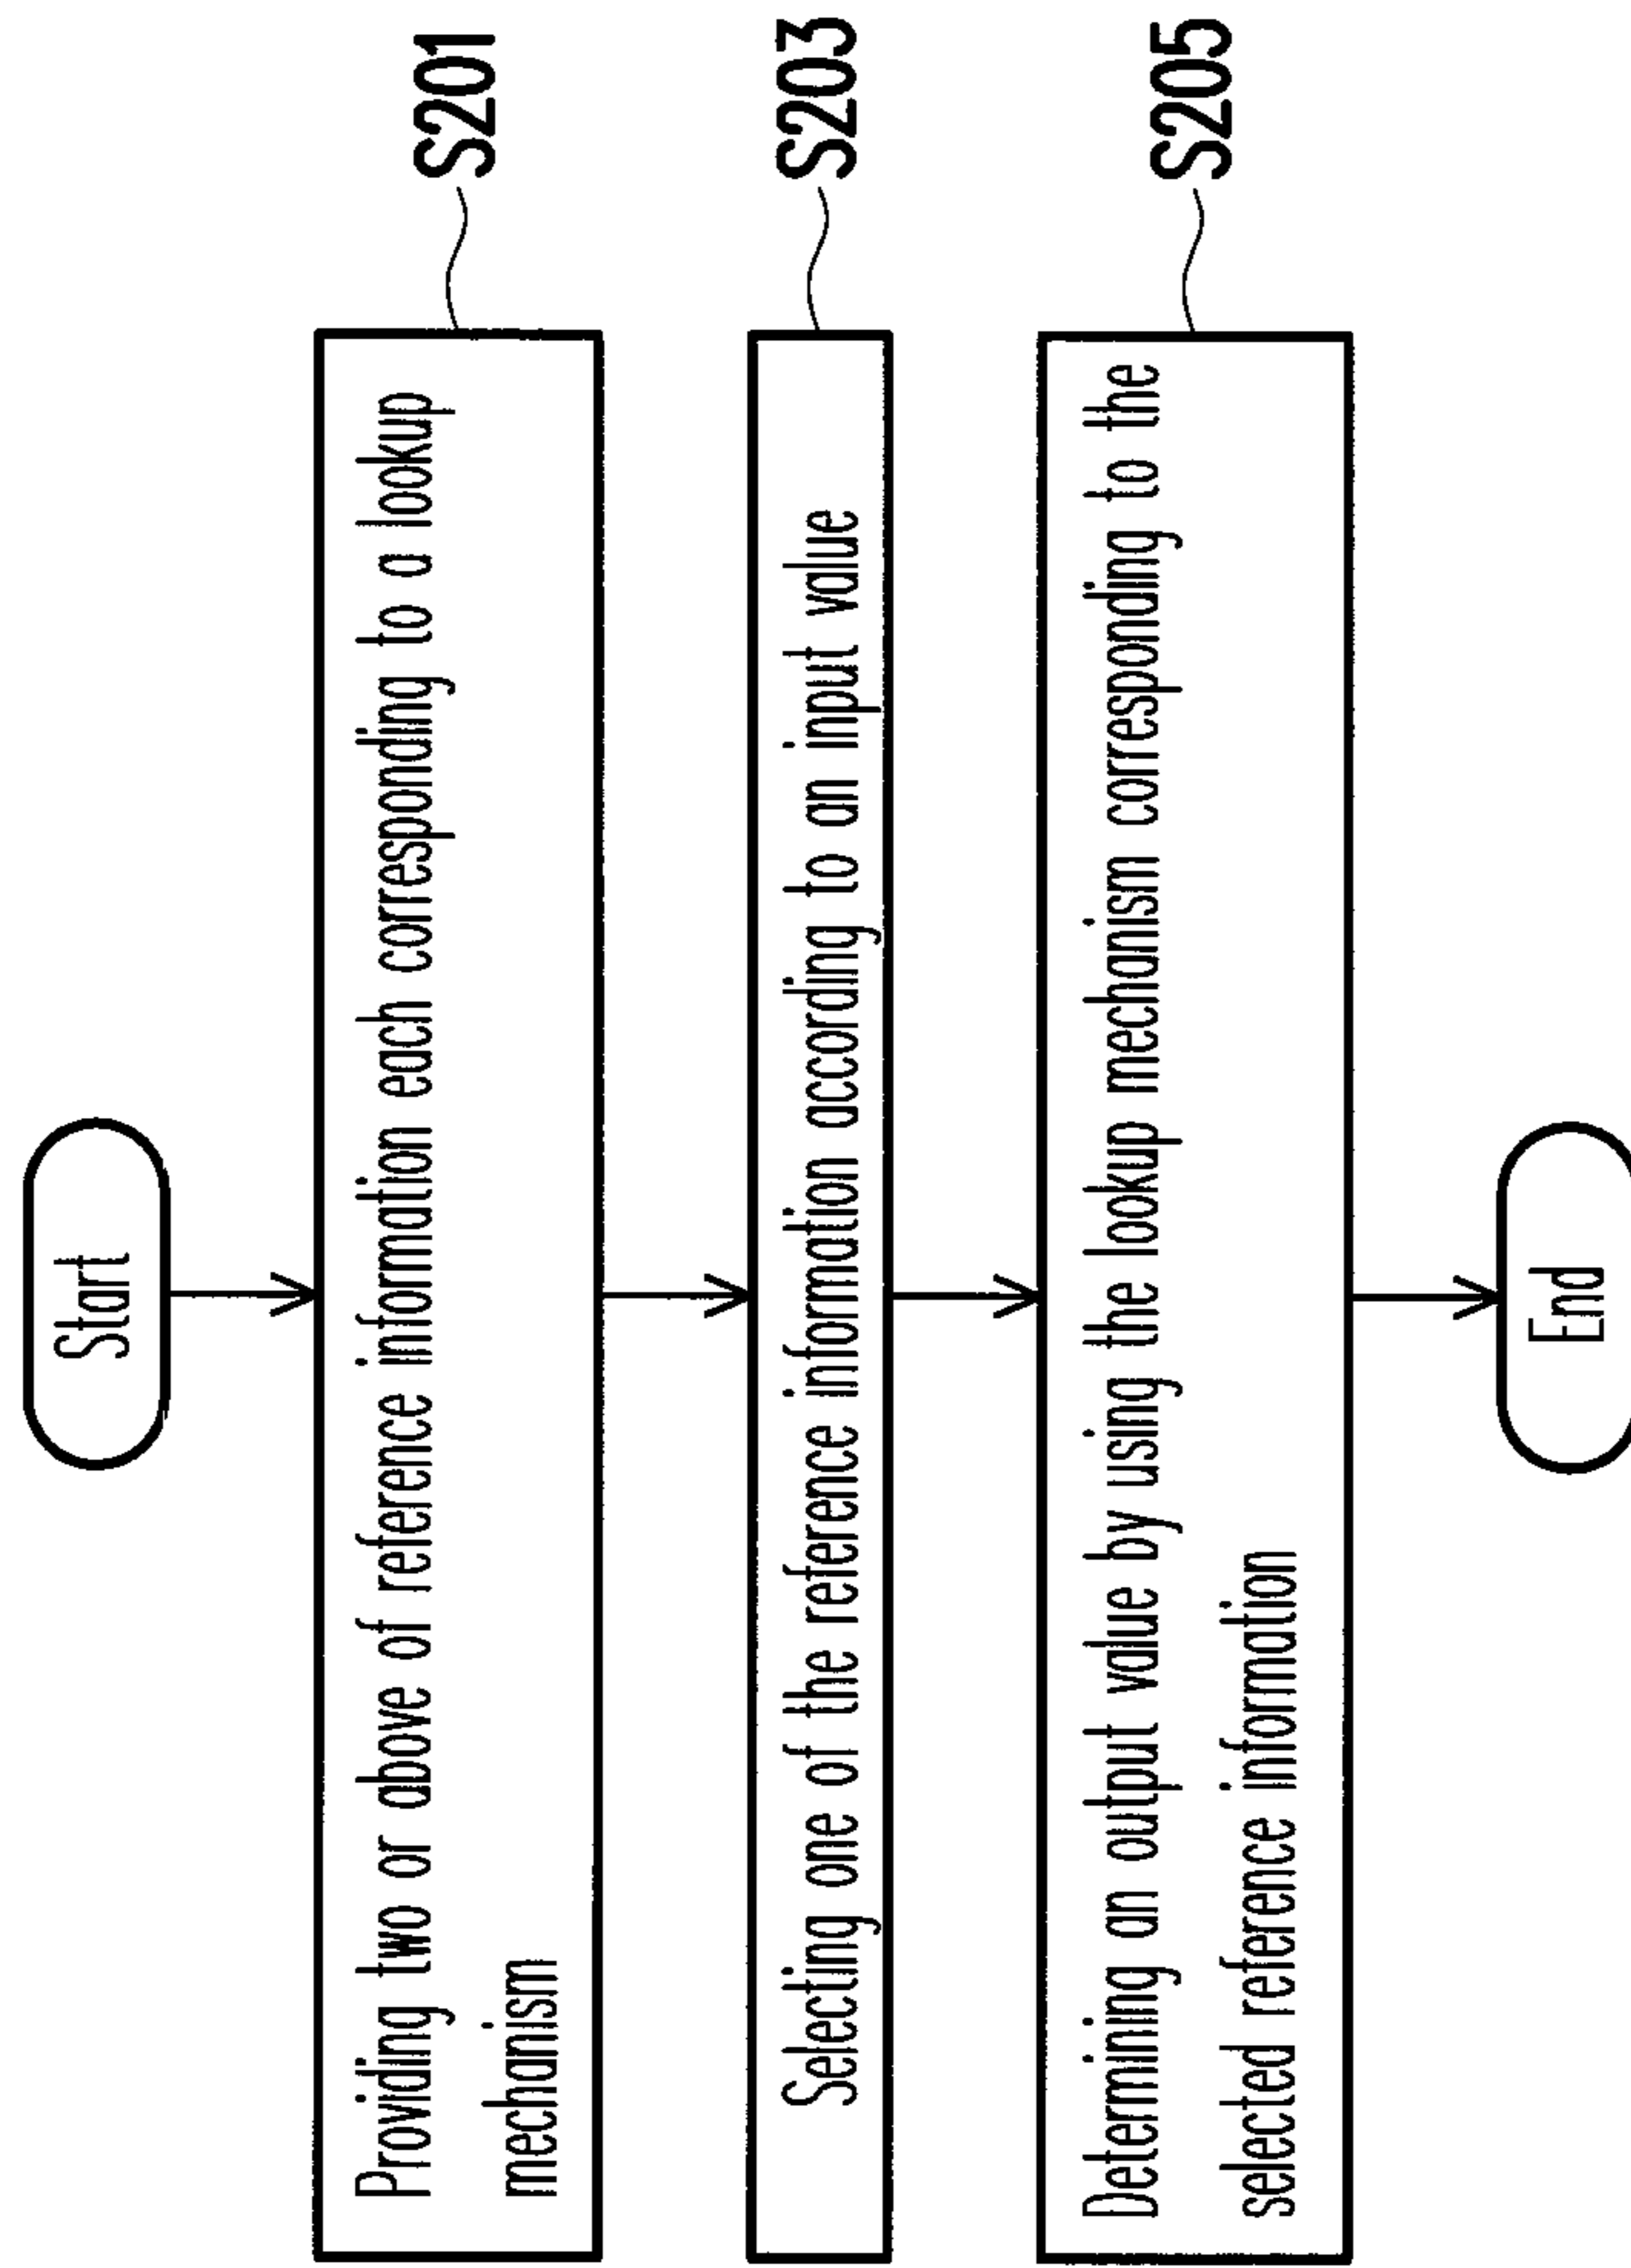 Start
Providing two or above of reference information each corresponding to a lookup
mechanism
S201
Selecting one of the reference information according to an input value
S203
Determining an output value by using the lookup mechanism corresponding to the
selected reference information
S205
End